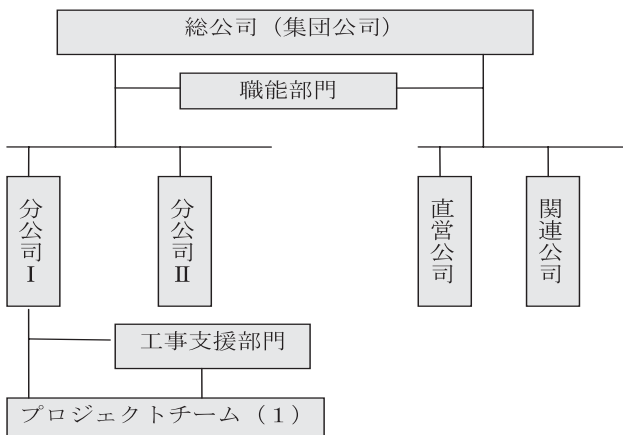 総公司（集団公司）
職能部門
分公司Ⅰ
分公司Ⅱ
直営公司
関連公司
工事支援部門
プロジェクトチーム（１）